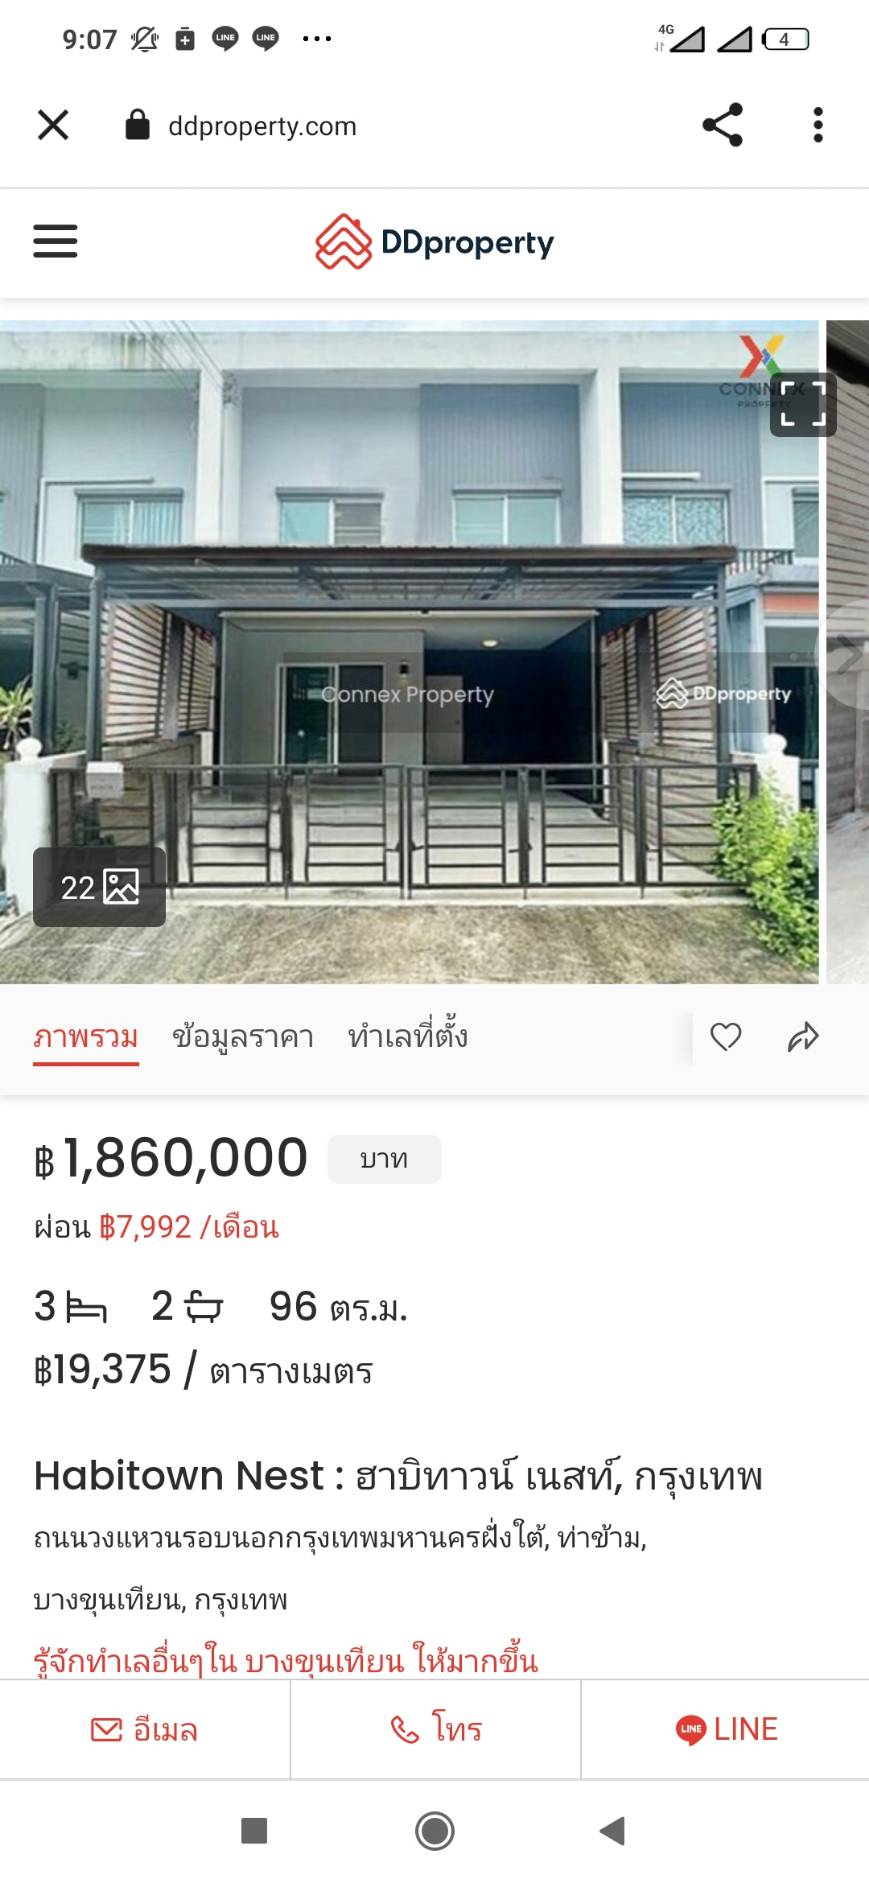 9:07 LINE LINE ... 4G 4
ddproperty.com
DDproperty
CONNEX
PROPERTY
Connex Property DDproperty
22
ภาพรวม ข้อมูลราคา ทำเลที่ตั้ง
฿1,860,000 บาท
ผ่อน ฿7,992 /เดือน
3 2 96 ตร.ม.
฿19,375 / ตารางเมตร
Habitown Nest : ฮาบิทาวน์ เนสท์, กรุงเทพ
ถนนวงแหวนรอบนอกกรุงเทพมหานครฝั่งใต้, ท่าข้าม,
บางขุนเทียน, กรุงเทพ
รู้จักทำเลอื่นๆใน บางขุนเทียน ให้มากขึ้น
อีเมล โทร LINE LINE